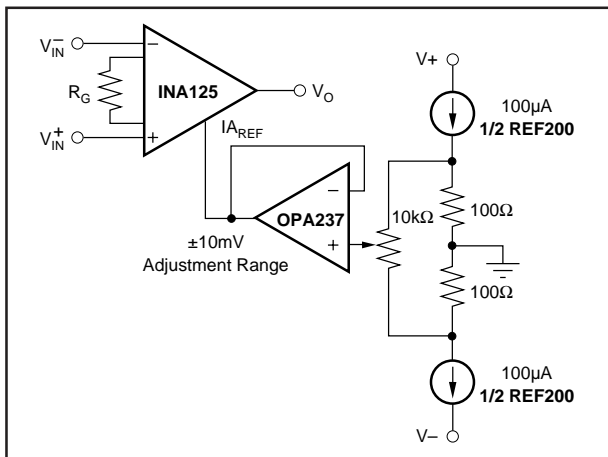 V−IN
−
RG
INA125
VO
V+IN
+
IAREF
−
OPA237
+
±10mV
Adjustment Range
10kΩ
V+
100µA
1/2 REF200
100Ω
100Ω
100µA
1/2 REF200
V–